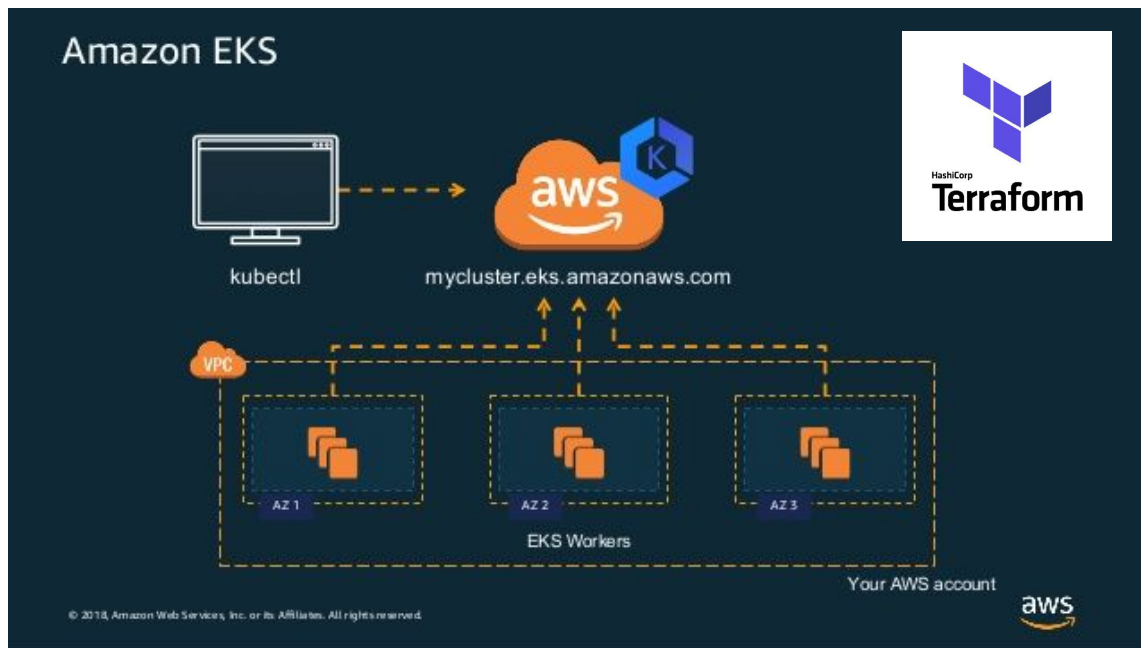 Amazon EKS
HashiCorp
Terraform
aws
K
kubectl
mycluster.eks.amazonaws.com
VPC
AZ 1
AZ 2
AZ 3
EKS Workers
Your AWS account
© 2018, Amazon Web Services, Inc. or its Affiliates. All rights reserved.
aws